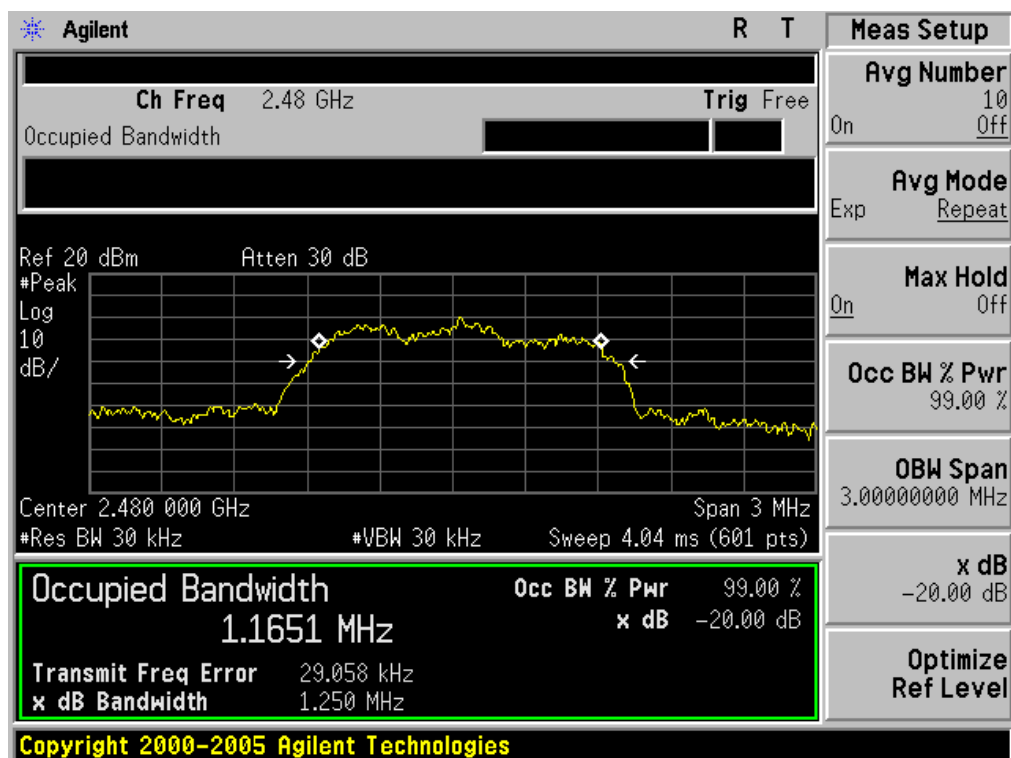 Agilent R T
Ch Freq 2.48 GHz Trig Free
Occupied Bandwidth
Ref 20 dBm Atten 30 dB
#Peak
Log
10
dB/
Center 2.480 000 GHz Span 3 MHz
#Res BW 30 kHz #VBW 30 kHz Sweep 4.04 ms (601 pts)
Occupied Bandwidth Occ BW % Pwr 99.00 %
1.1651 MHz x dB -20.00 dB
Transmit Freq Error 29.058 kHz
x dB Bandwidth 1.250 MHz
Copyright 2000-2005 Agilent Technologies
Meas Setup
Avg Number
10
On Off
Avg Mode
Exp Repeat
Max Hold
On Off
Occ BW % Pwr
99.00 %
OBW Span
3.00000000 MHz
x dB
-20.00 dB
Optimize
Ref Level